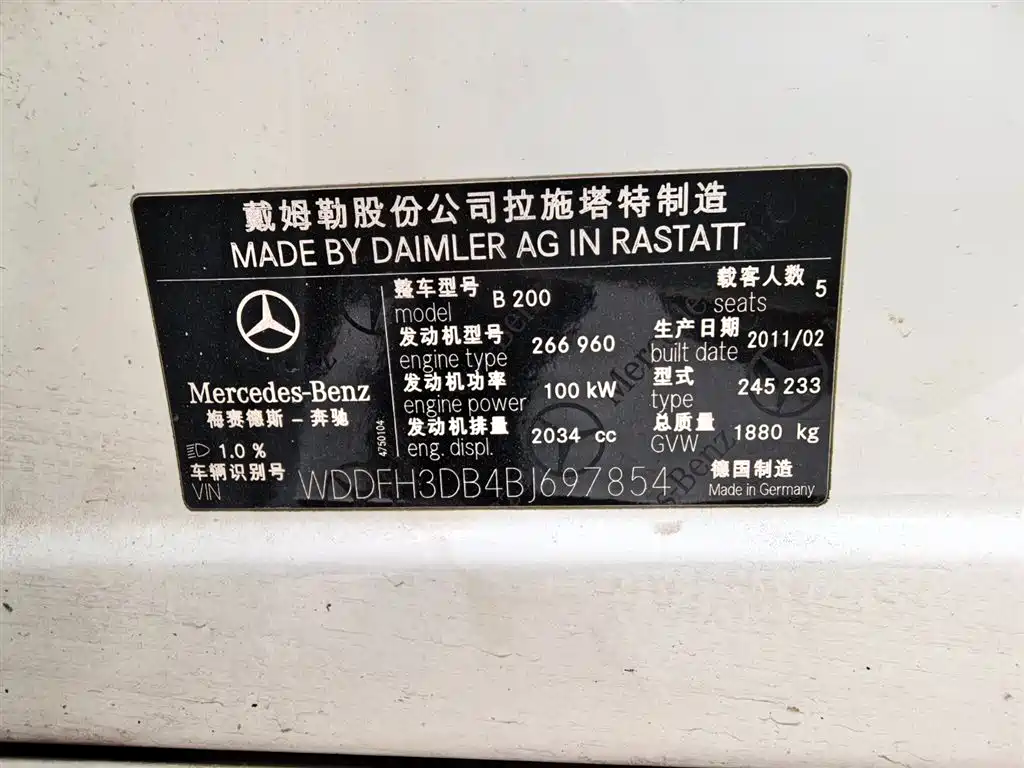 戴姆勒股份公司拉施塔特制造
MADE BY DAIMLER AG IN RASTATT
Mercedes-Benz
梅赛德斯－奔驰
1.0 %
4750104
整车型号 B 200 载客人数 5
model seats
发动机型号 266 960 生产日期 2011/02
engine type built date
发动机功率 100 kW 型式 245 233
engine power type
发动机排量 2034 cc 总质量 1880 kg
eng. displ. GVW
车辆识别号 WDDFH3DB4BJ697854 德国制造
VIN Made in Germany